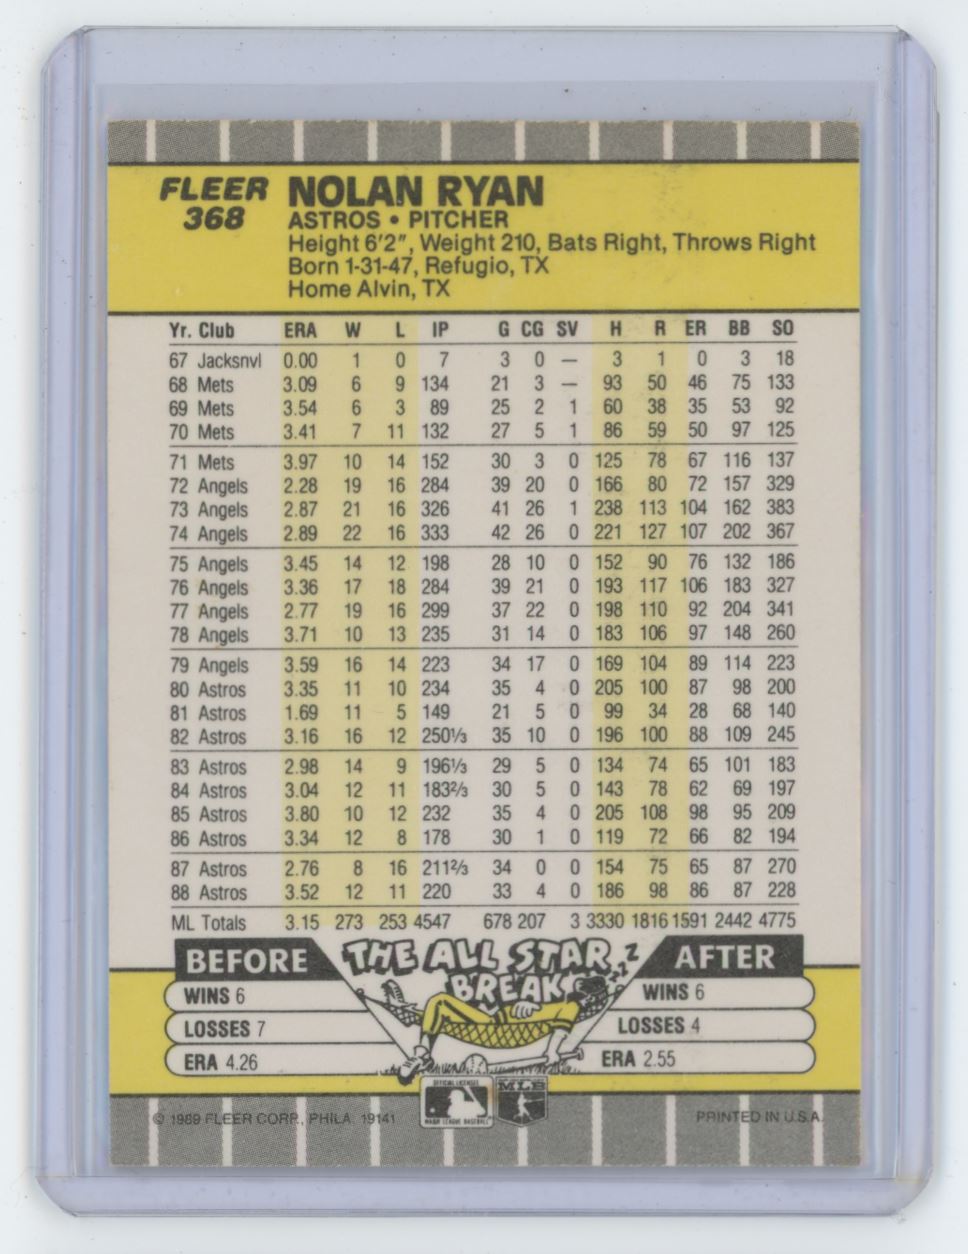 FLEER NOLAN RYAN
368 ASTROS • PITCHER
Height 6'2", Weight 210, Bats Right, Throws Right
Born 1-31-47, Refugio, TX
Home Alvin, TX
Yr. Club ERA W L IP G CG SV H R ER BB SO
67 Jacksnvl 0.00 1 0 7 3 0 — 3 1 0 3 18
68 Mets 3.09 6 9 134 21 3 — 93 50 46 75 133
69 Mets 3.54 6 3 89 25 2 1 60 38 35 53 92
70 Mets 3.41 7 11 132 27 5 1 86 59 50 97 125
71 Mets 3.97 10 14 152 30 3 0 125 78 67 116 137
72 Angels 2.28 19 16 284 39 20 0 166 80 72 157 329
73 Angels 2.87 21 16 326 41 26 1 238 113 104 162 383
74 Angels 2.89 22 16 333 42 26 0 221 127 107 202 367
75 Angels 3.45 14 12 198 28 10 0 152 90 76 132 186
76 Angels 3.36 17 18 284 39 21 0 193 117 106 183 327
77 Angels 2.77 19 16 299 37 22 0 198 110 92 204 341
78 Angels 3.71 10 13 235 31 14 0 183 106 97 148 260
79 Angels 3.59 16 14 223 34 17 0 169 104 89 114 223
80 Astros 3.35 11 10 234 35 4 0 205 100 87 98 200
81 Astros 1.69 11 5 149 21 5 0 99 34 28 68 140
82 Astros 3.16 16 12 250⅓ 35 10 0 196 100 88 109 245
83 Astros 2.98 14 9 196⅓ 29 5 0 134 74 65 101 183
84 Astros 3.04 12 11 183⅔ 30 5 0 143 78 62 69 197
85 Astros 3.80 10 12 232 35 4 0 205 108 98 95 209
86 Astros 3.34 12 8 178 30 1 0 119 72 66 82 194
87 Astros 2.76 8 16 211⅔ 34 0 0 154 75 65 87 270
88 Astros 3.52 12 11 220 33 4 0 186 98 86 87 228
ML Totals 3.15 273 253 4547 678 207 3 3330 1816 1591 2442 4775
BEFORE THE ALL STAR BREAK AFTER
WINS 6 WINS 6
LOSSES 7 LOSSES 4
ERA 4.26 ERA 2.55
OFFICIAL LICENSEE MLB
MAJOR LEAGUE BASEBALL
© 1989 FLEER CORP., PHILA. 19141 PRINTED IN U.S.A.